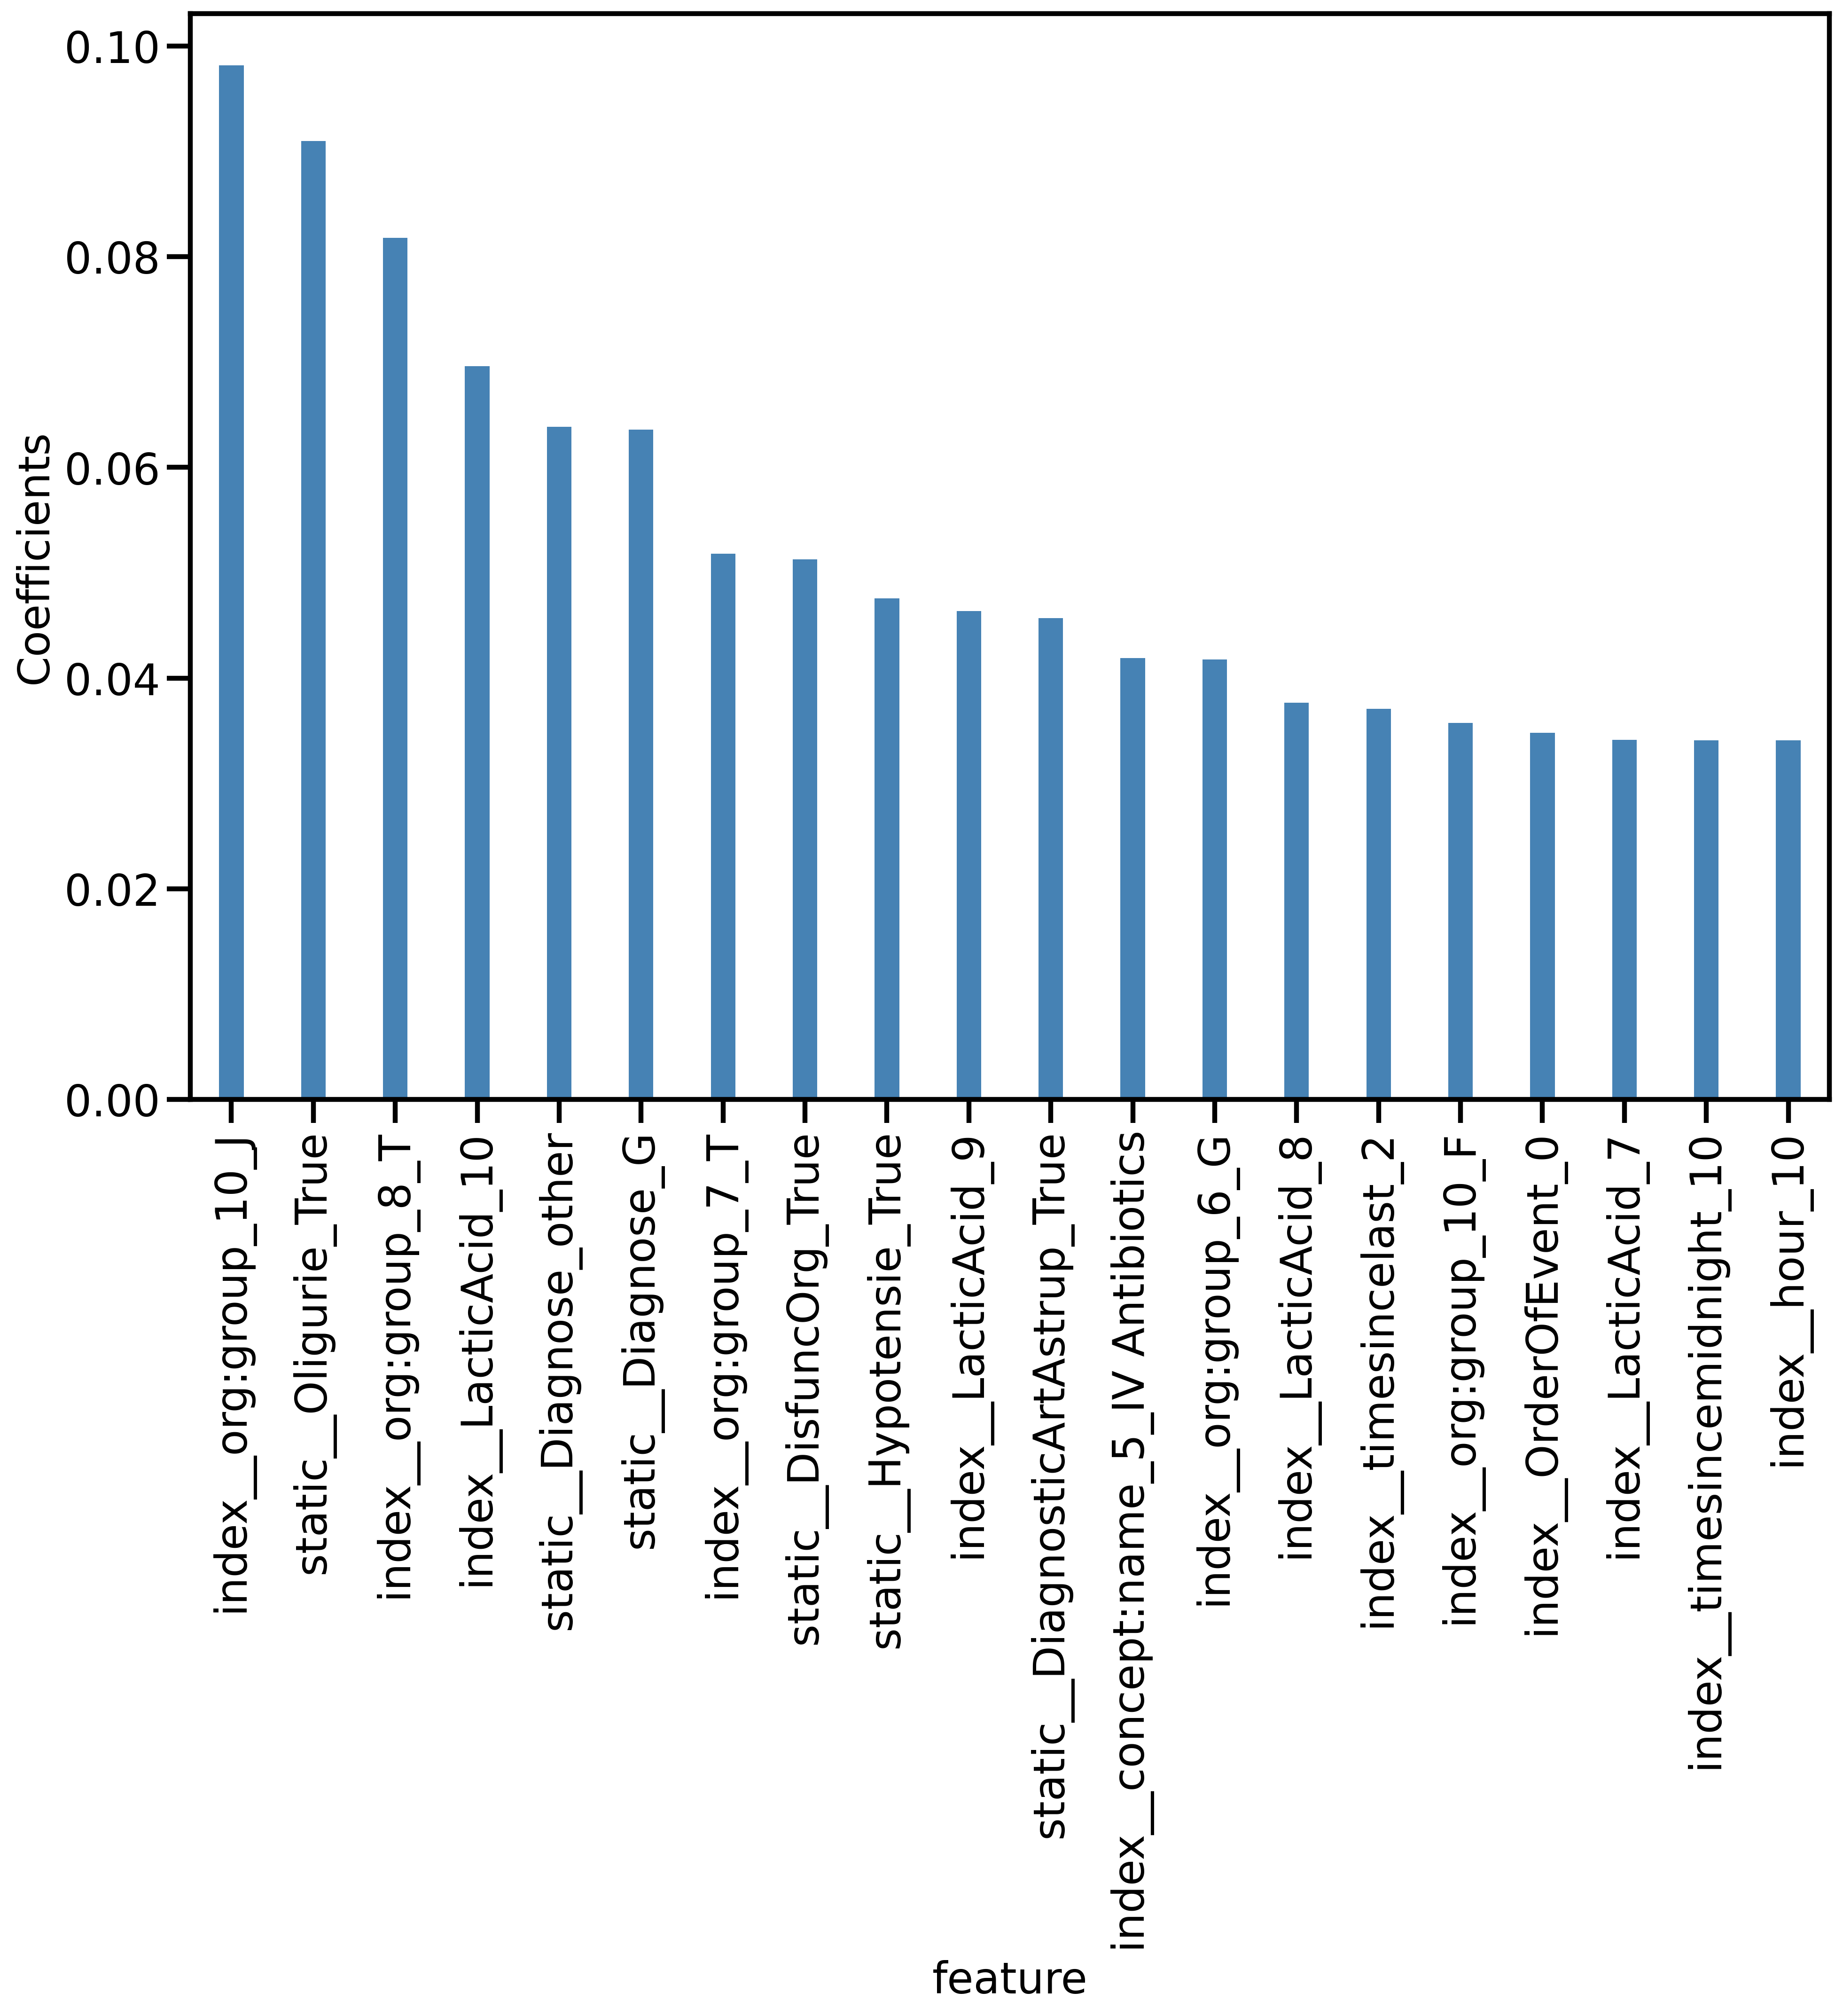 0.10
0.08
0.06
0.04
0.02
0.00
Coefficients
index__org:group_10_J
static__Oligurie_True
index__org:group_8_T
index__LacticAcid_10
static__Diagnose_other
static__Diagnose_G
index__org:group_7_T
static__DisfuncOrg_True
static__Hypotensie_True
index__LacticAcid_9
static__DiagnosticArtAstrup_True
index__concept:name_5_IV Antibiotics
index__org:group_6_G
index__LacticAcid_8
index__timesincelast_2
index__org:group_10_F
index__OrderOfEvent_0
index__LacticAcid_7
index__timesincemidnight_10
index__hour_10
feature